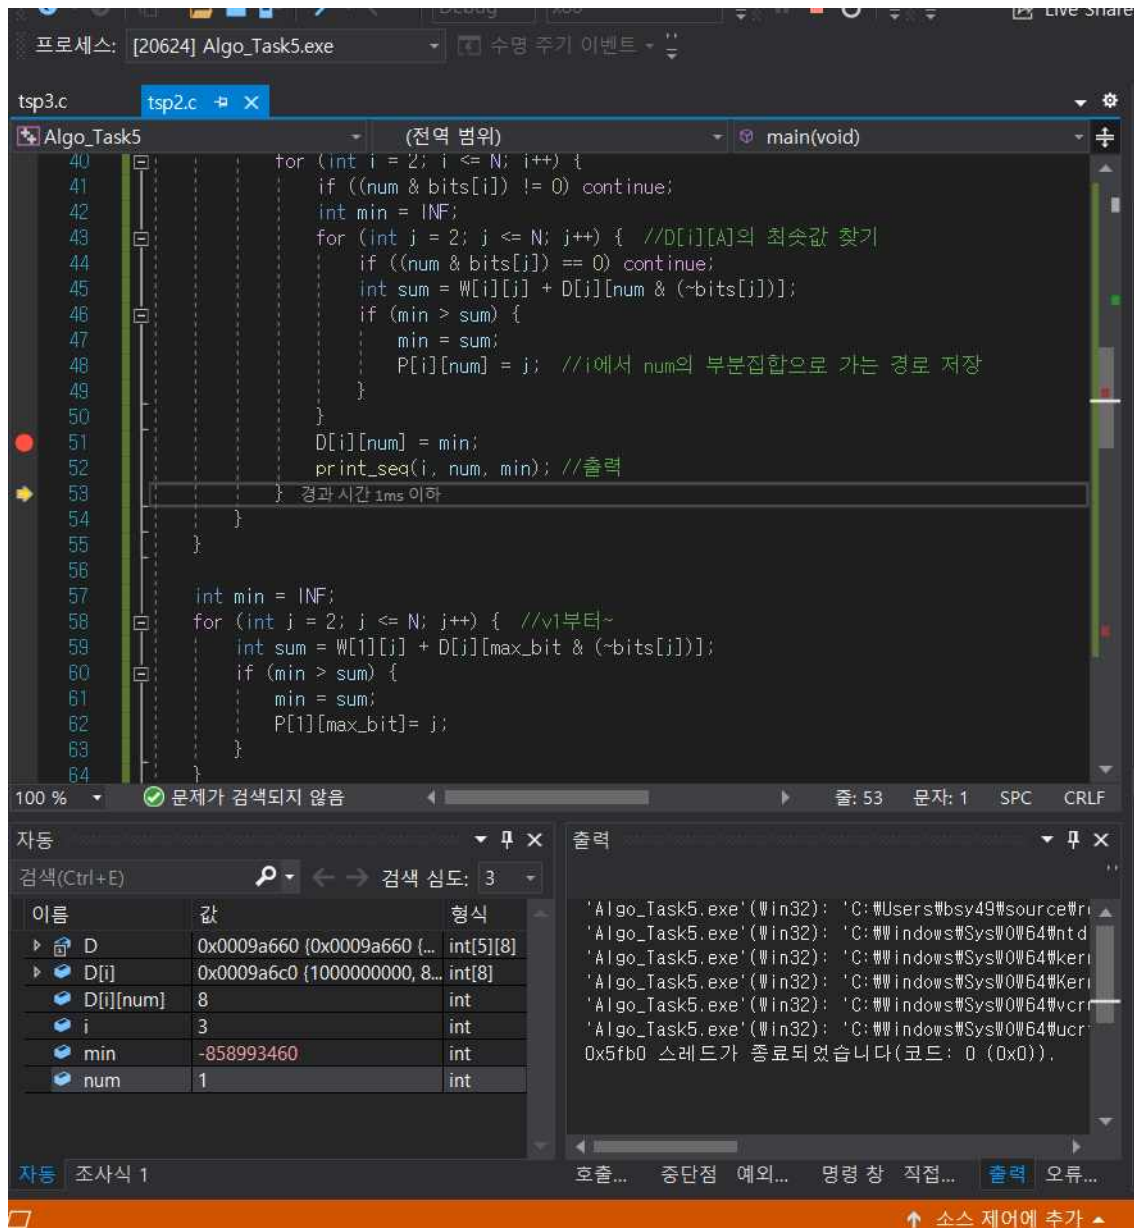 Live Share
프로세스: [20624] Algo_Task5.exe 수명 주기 이벤트
tsp3.c tsp2.c
Algo_Task5 (전역 범위) main(void)
40 for (int i = 2; i <= N; i++) {
41 if ((num & bits[i]) != 0) continue;
42 int min = INF;
43 for (int j = 2; j <= N; j++) { //D[i][A]의 최솟값 찾기
44 if ((num & bits[j]) == 0) continue;
45 int sum = W[i][j] + D[j][num & (~bits[j])];
46 if (min > sum) {
47 min = sum;
48 P[i][num] = j; //i에서 num의 부분집합으로 가는 경로 저장
49 }
50 }
51 D[i][num] = min;
52 print_seq(i, num, min); //출력
53 } 경과 시간 1ms 이하
54 }
55 }
56
57 int min = INF;
58 for (int j = 2; j <= N; j++) { //v1부터~
59 int sum = W[1][j] + D[j][max_bit & (~bits[j])];
60 if (min > sum) {
61 min = sum;
62 P[1][max_bit]= j;
63 }
64 }
100 % 문제가 검색되지 않음 줄: 53 문자: 1 SPC CRLF
자동
검색(Ctrl+E) 검색 심도: 3
이름 값 형식
D 0x0009a660 {0x0009a660 {... int[5][8]
D[i] 0x0009a6c0 {1000000000, 8... int[8]
D[i][num] 8 int
i 3 int
min -858993460 int
num 1 int
자동 조사식 1
출력
'Algo_Task5.exe'(Win32): 'C:₩Users₩bsy49₩source₩r
'Algo_Task5.exe'(Win32): 'C:₩Windows₩SysWOW64₩ntd
'Algo_Task5.exe'(Win32): 'C:₩Windows₩SysWOW64₩ker
'Algo_Task5.exe'(Win32): 'C:₩Windows₩SysWOW64₩Ker
'Algo_Task5.exe'(Win32): 'C:₩Windows₩SysWOW64₩vcr
'Algo_Task5.exe'(Win32): 'C:₩Windows₩SysWOW64₩ucr
0x5fb0 스레드가 종료되었습니다(코드: 0 (0x0)).
호출... 중단점 예외... 명령 창 직접... 출력 오류...
소스 제어에 추가